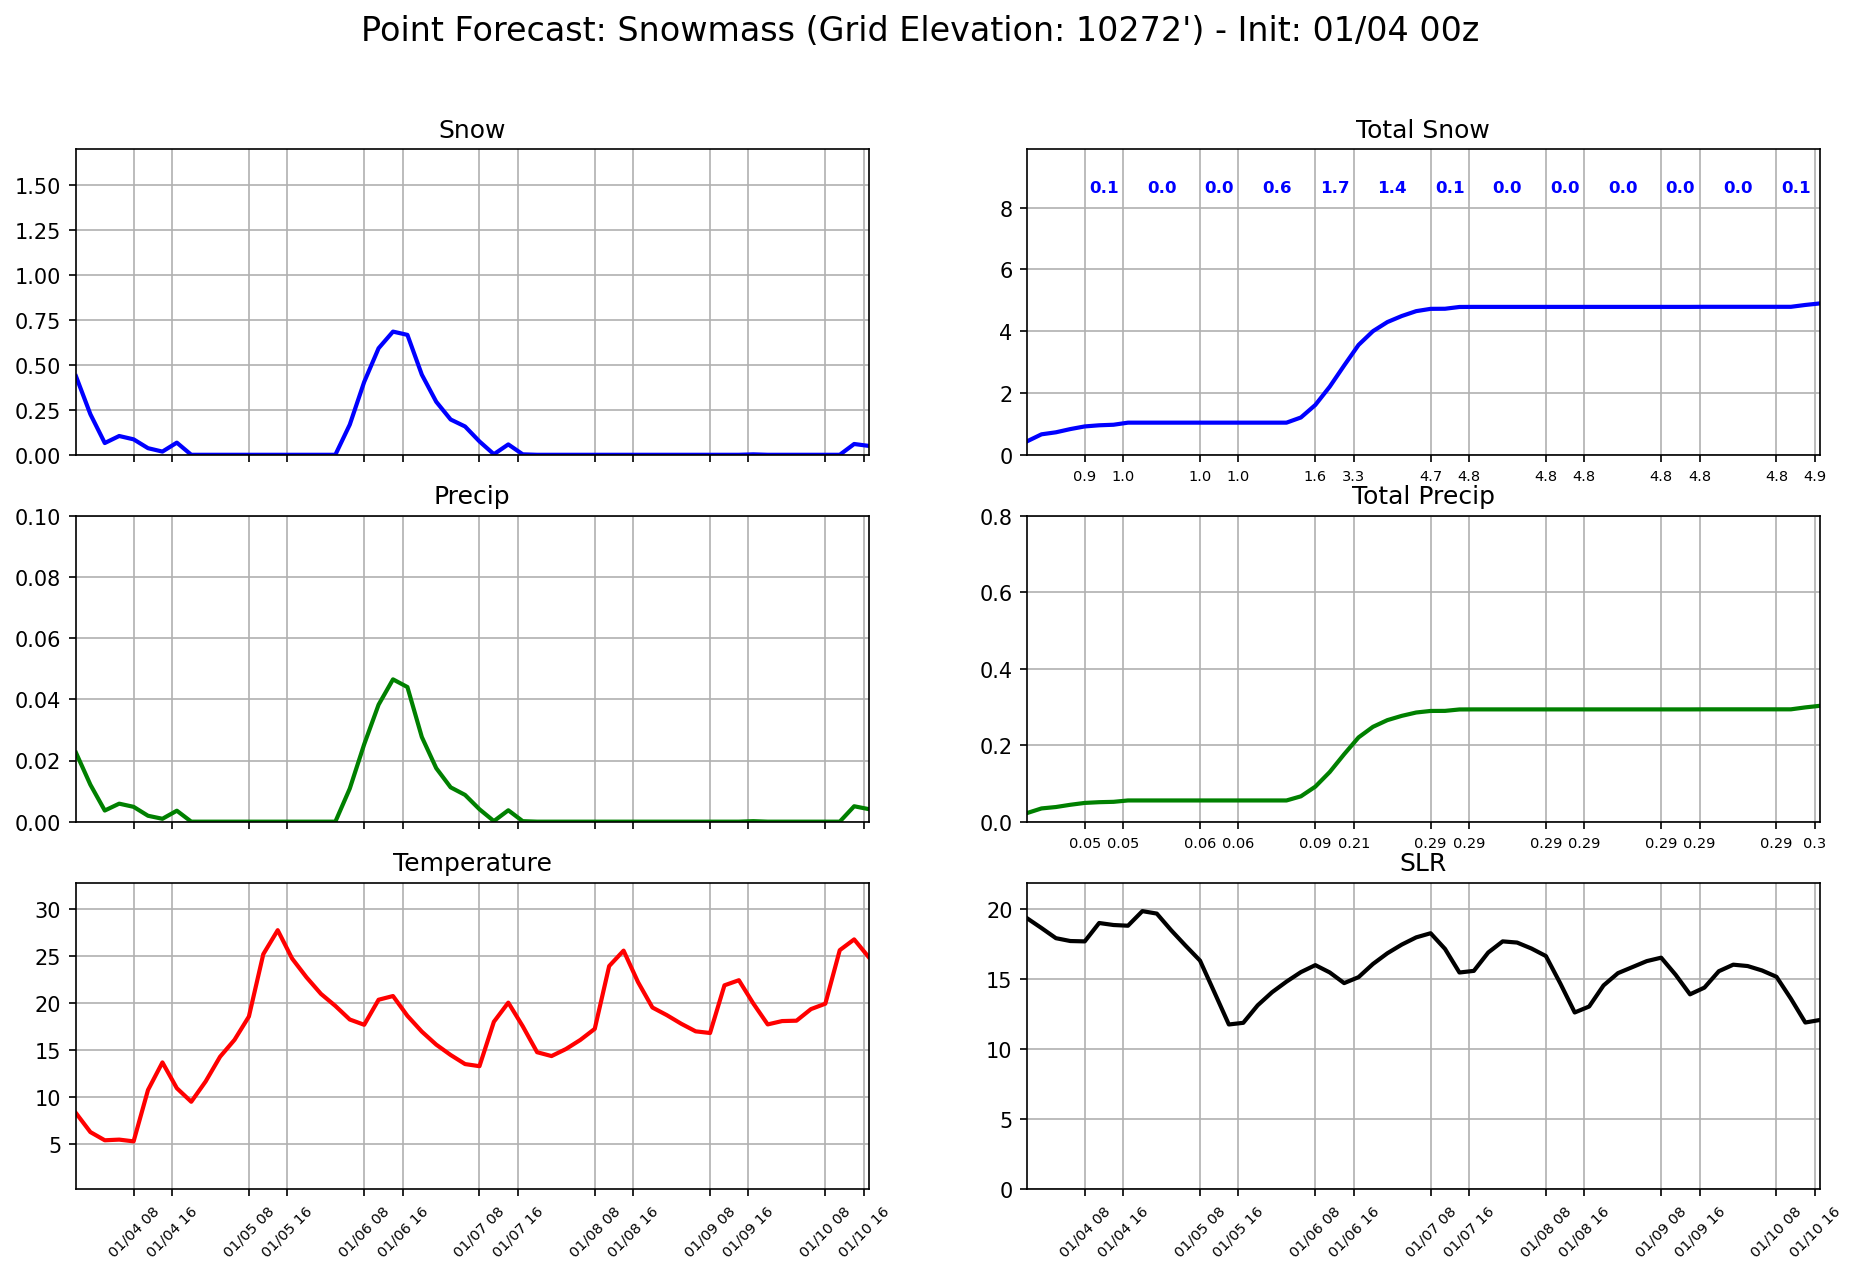 Point Forecast: Snowmass (Grid Elevation: 10272') - Init: 01/04 00z
Snow
1.50
1.25
1.00
0.75
0.50
0.25
0.00
Total Snow
0.1 0.0 0.0 0.6 1.7 1.4 0.1 0.0 0.0 0.0 0.0 0.0 0.1
8
6
4
2
0
0.9 1.0 1.0 1.0 1.6 3.3 4.7 4.8 4.8 4.8 4.8 4.8 4.8 4.9
Precip
0.10
0.08
0.06
0.04
0.02
0.00
Total Precip
0.8
0.6
0.4
0.2
0.0
0.05 0.05 0.06 0.06 0.09 0.21 0.29 0.29 0.29 0.29 0.29 0.29 0.29 0.3
Temperature
30
25
20
15
10
5
01/04 08 01/04 16 01/05 08 01/05 16 01/06 08 01/06 16 01/07 08 01/07 16 01/08 08 01/08 16 01/09 08 01/09 16 01/10 08 01/10 16
SLR
20
15
10
5
0
01/04 08 01/04 16 01/05 08 01/05 16 01/06 08 01/06 16 01/07 08 01/07 16 01/08 08 01/08 16 01/09 08 01/09 16 01/10 08 01/10 16